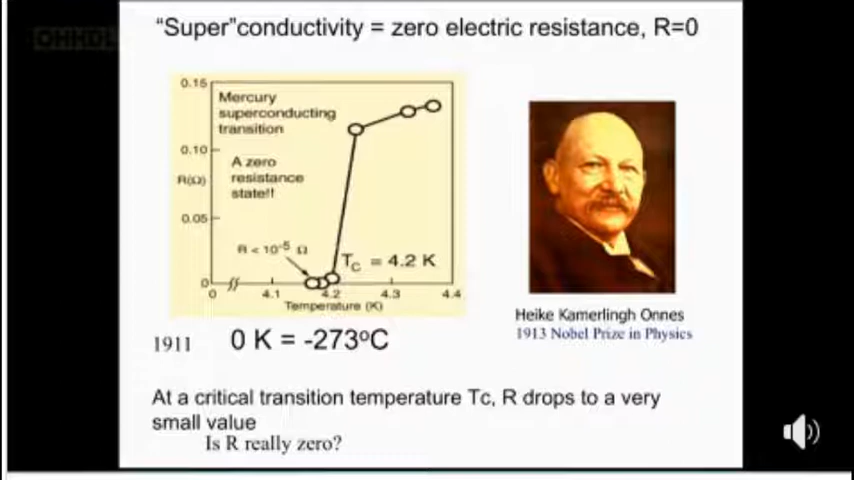 “Super”conductivity = zero electric resistance, R=0
0.15
Mercury
superconducting
transition
0.10
A zero
resistance
state!!
R(Ω)
0.05
R < 10⁻⁵ Ω
Tc = 4.2 K
0
0 4.1 4.2 4.3 4.4
Temperature (K)
Heike Kamerlingh Onnes
1913 Nobel Prize in Physics
1911 0 K = -273ºC
At a critical transition temperature Tc, R drops to a very
small value
Is R really zero?